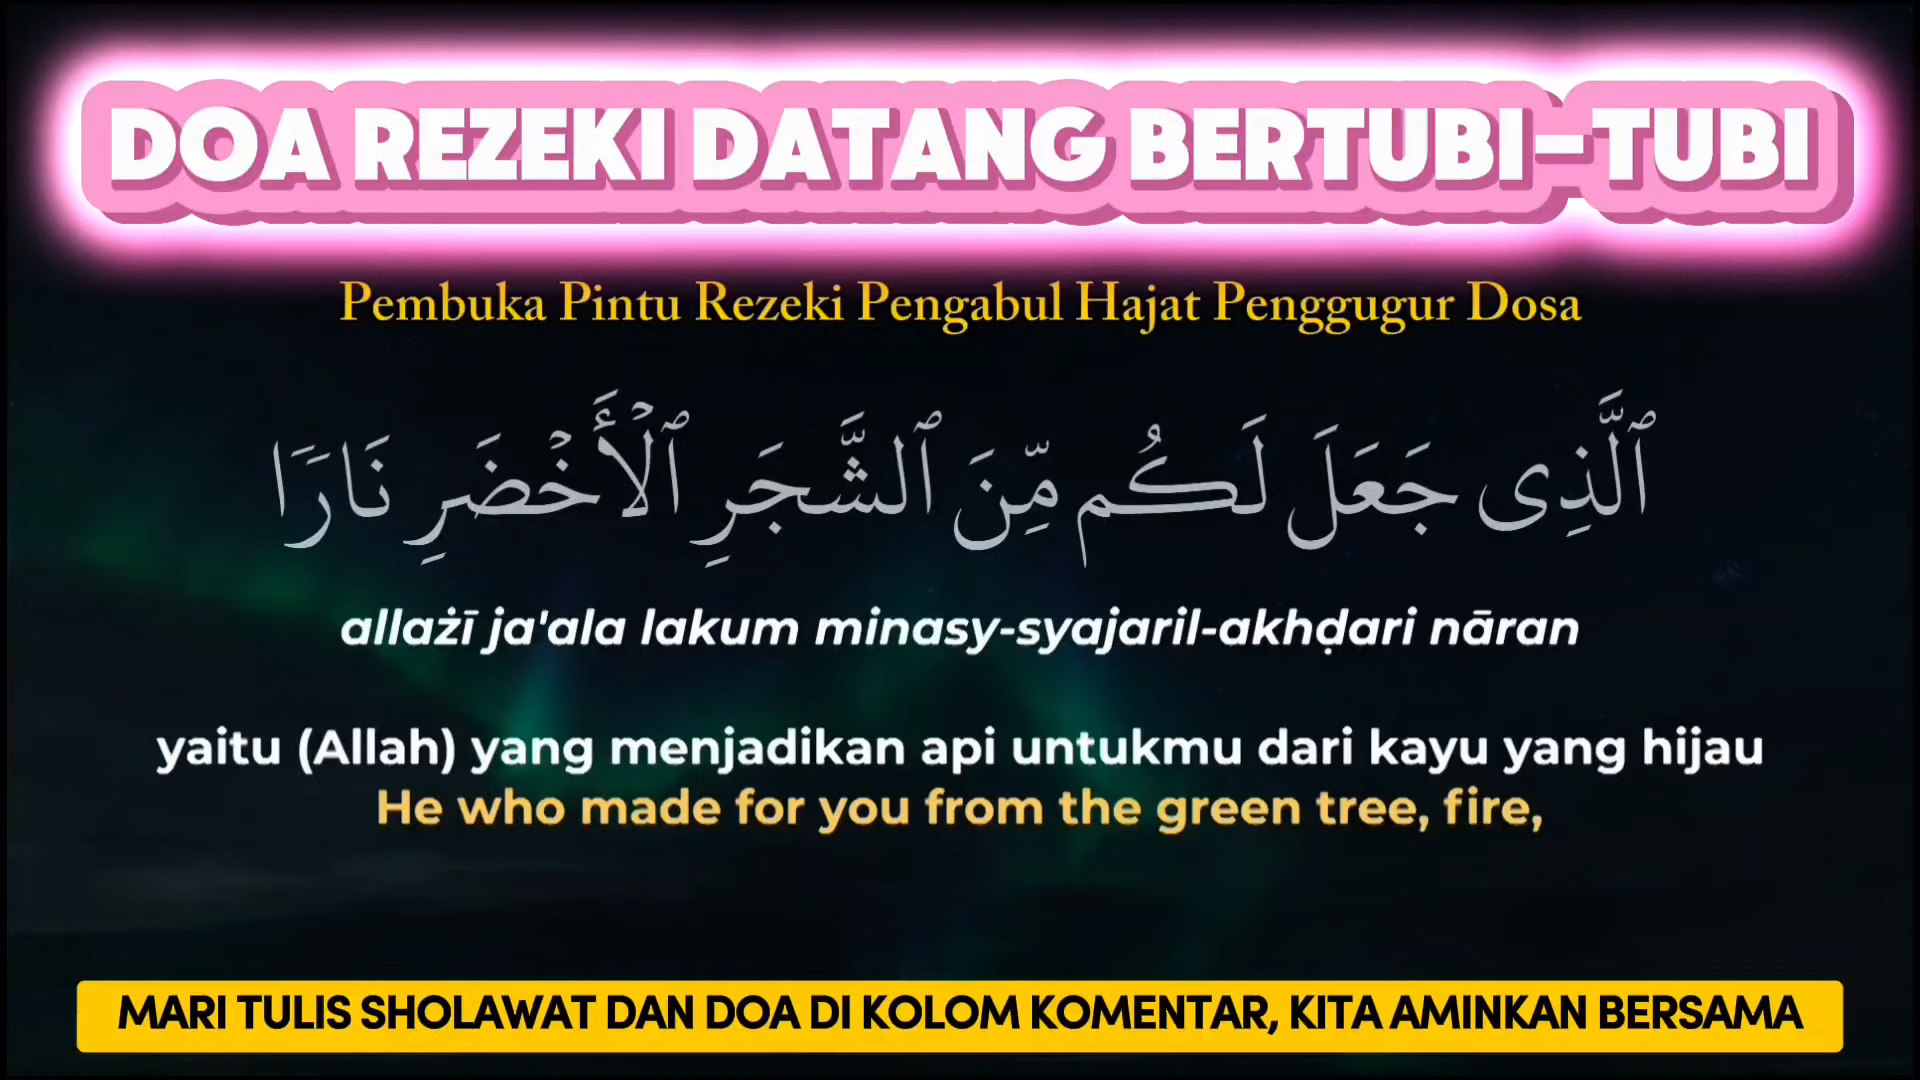 DOA REZEKI DATANG BERTUBI-TUBI
Pembuka Pintu Rezeki Pengabul Hajat Penggugur Dosa
ٱلَّذِى جَعَلَ لَكُم مِّنَ ٱلشَّجَرِ ٱلْأَخْضَرِ نَارًا
allażī ja'ala lakum minasy-syajaril-akhḍari nāran
yaitu (Allah) yang menjadikan api untukmu dari kayu yang hijau
He who made for you from the green tree, fire,
MARI TULIS SHOLAWAT DAN DOA DI KOLOM KOMENTAR, KITA AMINKAN BERSAMA